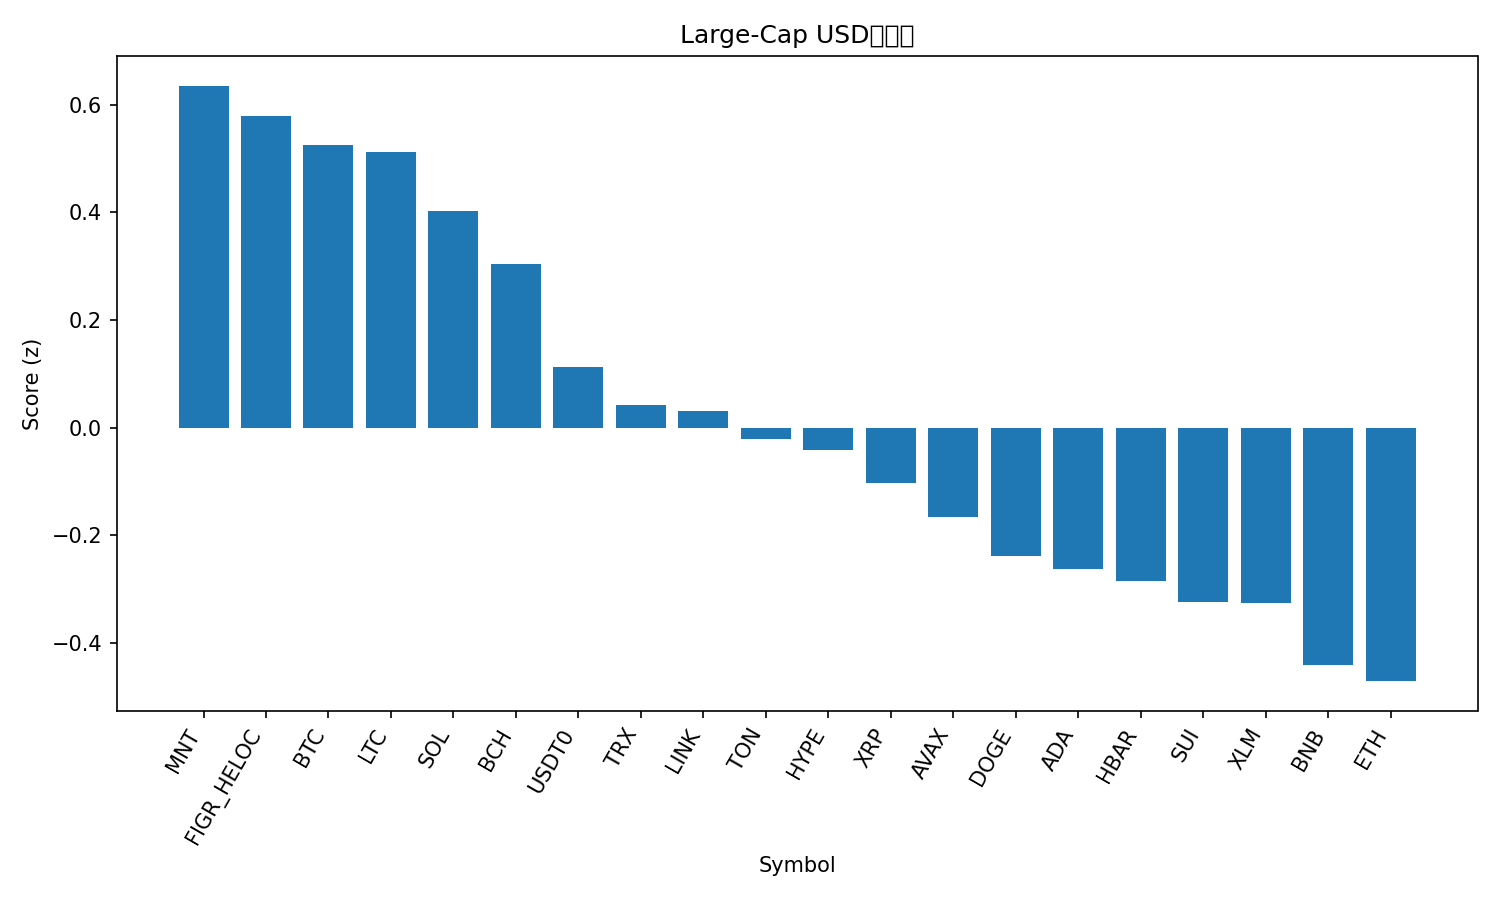 Large-Cap USD
Score (z)
0.6
0.4
0.2
0.0
−0.2
−0.4
MNT
FIGR_HELOC
BTC
LTC
SOL
BCH
USDT0
TRX
LINK
TON
HYPE
XRP
AVAX
DOGE
ADA
HBAR
SUI
XLM
BNB
ETH
Symbol